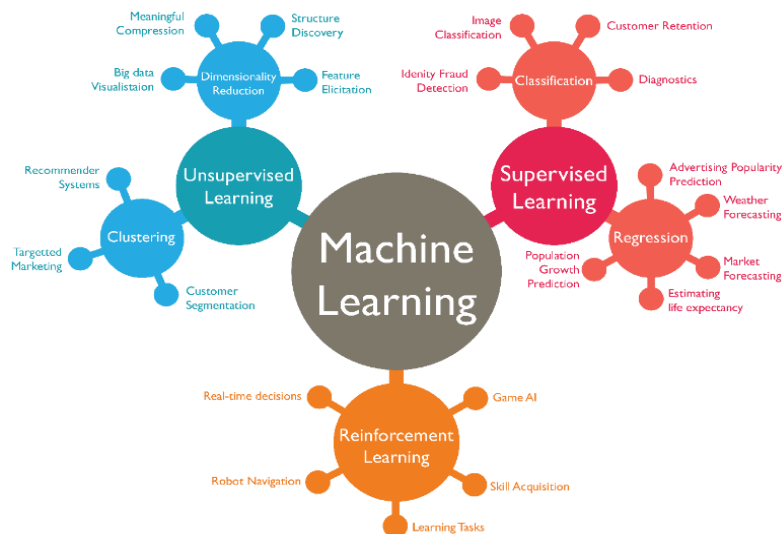 Meaningful
Compression
Structure
Discovery
Big data
Visualistaion
Dimensionality
Reduction
Feature
Elicitation
Unsupervised
Learning
Recommender
Systems
Clustering
Targetted
Marketing
Customer
Segmentation
Machine
Learning
Image
Classification
Customer Retention
Idenity Fraud
Detection
Classification
Diagnostics
Supervised
Learning
Advertising Popularity
Prediction
Weather
Forecasting
Regression
Population
Growth
Prediction
Market
Forecasting
Estimating
life expectancy
Real-time decisions
Game AI
Reinforcement
Learning
Robot Navigation
Skill Acquisition
Learning Tasks